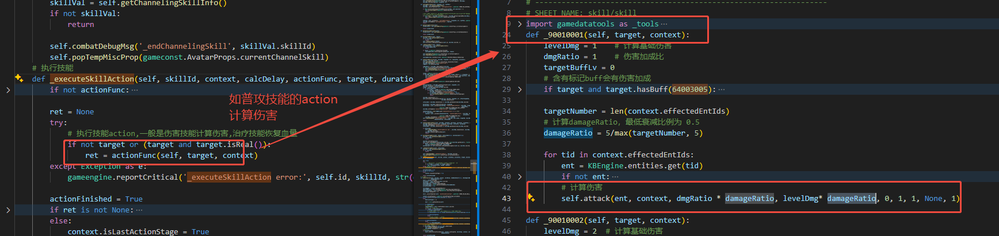 skillVal = self.getChannelingSkillInfo()
if not skillVal:
return
self.combatDebugMsg('_endChannelingSkill', skillVal.skillId)
self.popTempMiscProp(gameconst.AvatarProps.currentChannelSkill)
# 执行技能
def _executeSkillAction(self, skillId, context, calcDelay, actionFunc, target, duratio
if not actionFunc:…
ret = None
try:
# 执行技能action,一般是伤害技能计算伤害,治疗技能恢复血量
if not target or (target and target.isReal()):
ret = actionFunc(self, target, context)
except Exception as e:
gameengine.reportCritical('_executeSkillAction error:', self.id, skillId, str(
actionFinished = True
if ret is not None:…
else:
context.isLastActionStage = True
如普攻技能的action
计算伤害
7 # ------------------------------------------------------------------
8 # SHEET NAME: skill/skill
9 import gamedatatools as _tools…
24 def _90010001(self, target, context):
25 levelDmg = 1 # 计算基础伤害
26 dmgRatio = 1 # 伤害加成比
27 targetBuffLv = 0
28 # 含有标记buff会有伤害加成
29 if target and target.hasBuff(64003005):…
33
34 targetNumber = len(context.effectedEntIds)
35 # 计算damageRatio, 最低衰减比例为 0.5
36 damageRatio = 5/max(targetNumber, 5)
37
38 for tid in context.effectedEntIds:
39 ent = KBEngine.entities.get(tid)
40 if not ent:…
42 # 计算伤害
43 self.attack(ent, context, dmgRatio * damageRatio, levelDmg* damageRatio, 0, 1, 1, None, 1)
44
45 def _90010002(self, target, context):
46 levelDmg = 2 # 计算基础伤害